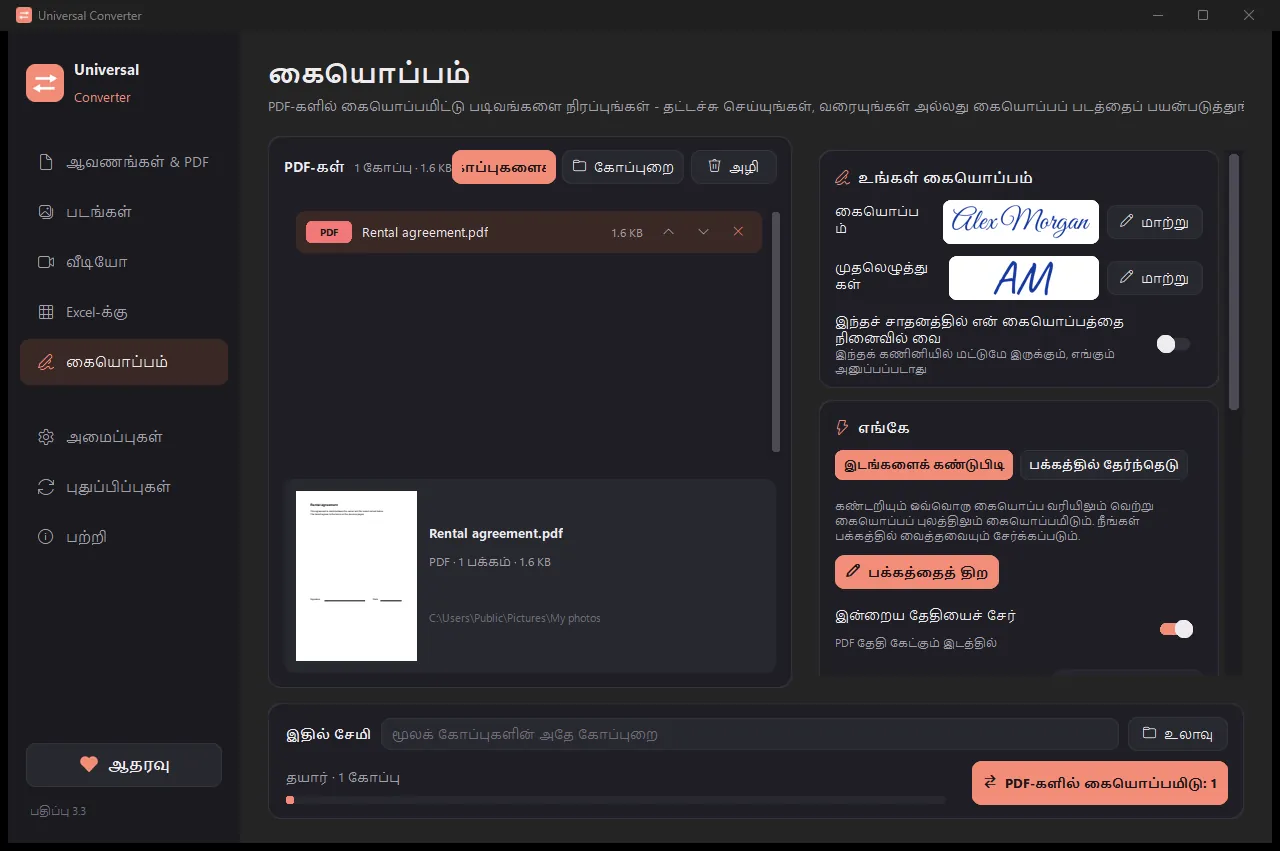 Universal Converter
Universal
Converter
ஆவணங்கள் & PDF
படங்கள்
வீடியோ
Excel-க்கு
கையொப்பம்
அமைப்புகள்
புதுப்பிப்புகள்
பற்றி
ஆதரவு
பதிப்பு 3.3
கையொப்பம்
PDF-களில் கையொப்பமிட்டு படிவங்களை நிரப்புங்கள் - தட்டச்சு செய்யுங்கள், வரையுங்கள் அல்லது கையொப்பப் படத்தைப்
PDF-கள் 1 கோப்பு · 1.6 KB
கோப்புறை
அழி
PDF Rental agreement.pdf 1.6 KB
Rental agreement.pdf
PDF · 1 பக்கம் · 1.6 KB
C:\Users\Public\Pictures\My photos
Rental agreement
உங்கள் கையொப்பம்
கையொப்ப
ம்
Alex Morgan
மாற்று
முதலெழுத்து
கள்
AM
மாற்று
இந்தச் சாதனத்தில் என் கையொப்பத்தை
நினைவில் வை
இந்தக் கணினியில் மட்டுமே இருக்கும், எங்கும்
அனுப்பப்படாது
எங்கே
இடங்களைக் கண்டுபிடி
பக்கத்தில் தேர்ந்தெடு
கண்டறியும் ஒவ்வொரு கையொப்ப வரியிலும் வெற்று
கையொப்பப் புலத்திலும் கையொப்பமிடும். நீங்கள்
பக்கத்தில் வைத்தவையும் சேர்க்கப்படும்.
பக்கத்தைத் திற
இன்றைய தேதியைச் சேர்
PDF தேதி கேட்கும் இடத்தில்
இதில் சேமி
மூலக் கோப்புகளின் அதே கோப்புறை
உலாவு
தயார் · 1 கோப்பு
PDF-களில் கையொப்பமிடு: 1